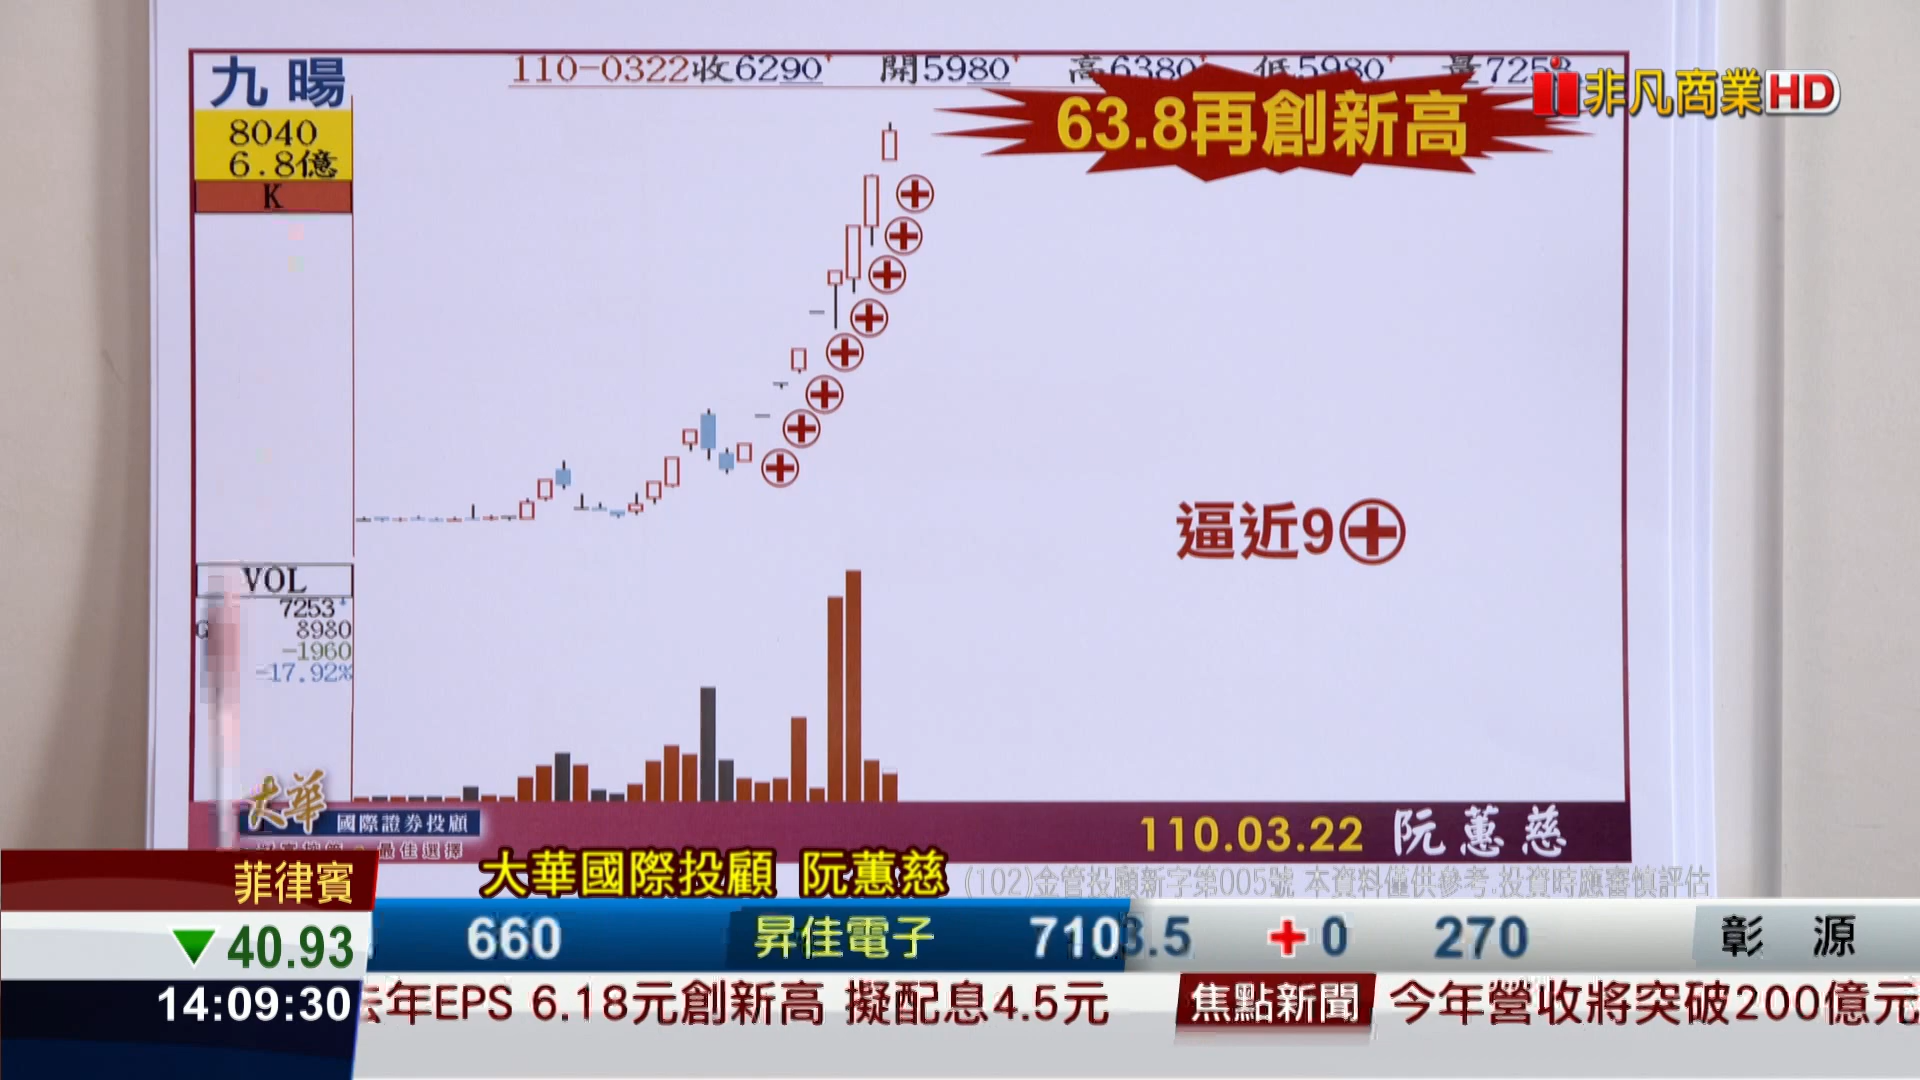 九暘
110-0322收6290 開5980 高6380 低5980 量7253
非凡商業HD
8040
6.8億
K
63.8再創新高
逼近9
VOL
7253
8980
-1960
-17.92%
大華
國際證券投顧
最佳選擇
110.03.22 阮蕙慈
菲律賓
大華國際投顧 阮蕙慈
(102)金管投顧新字第005號 本資料僅供參考.投資時應審慎評估
▼40.93
660 昇佳電子 710 3.5 +0 270 彰源
14:09:30
去年EPS 6.18元創新高 擬配息4.5元 焦點新聞 今年營收將突破200億元